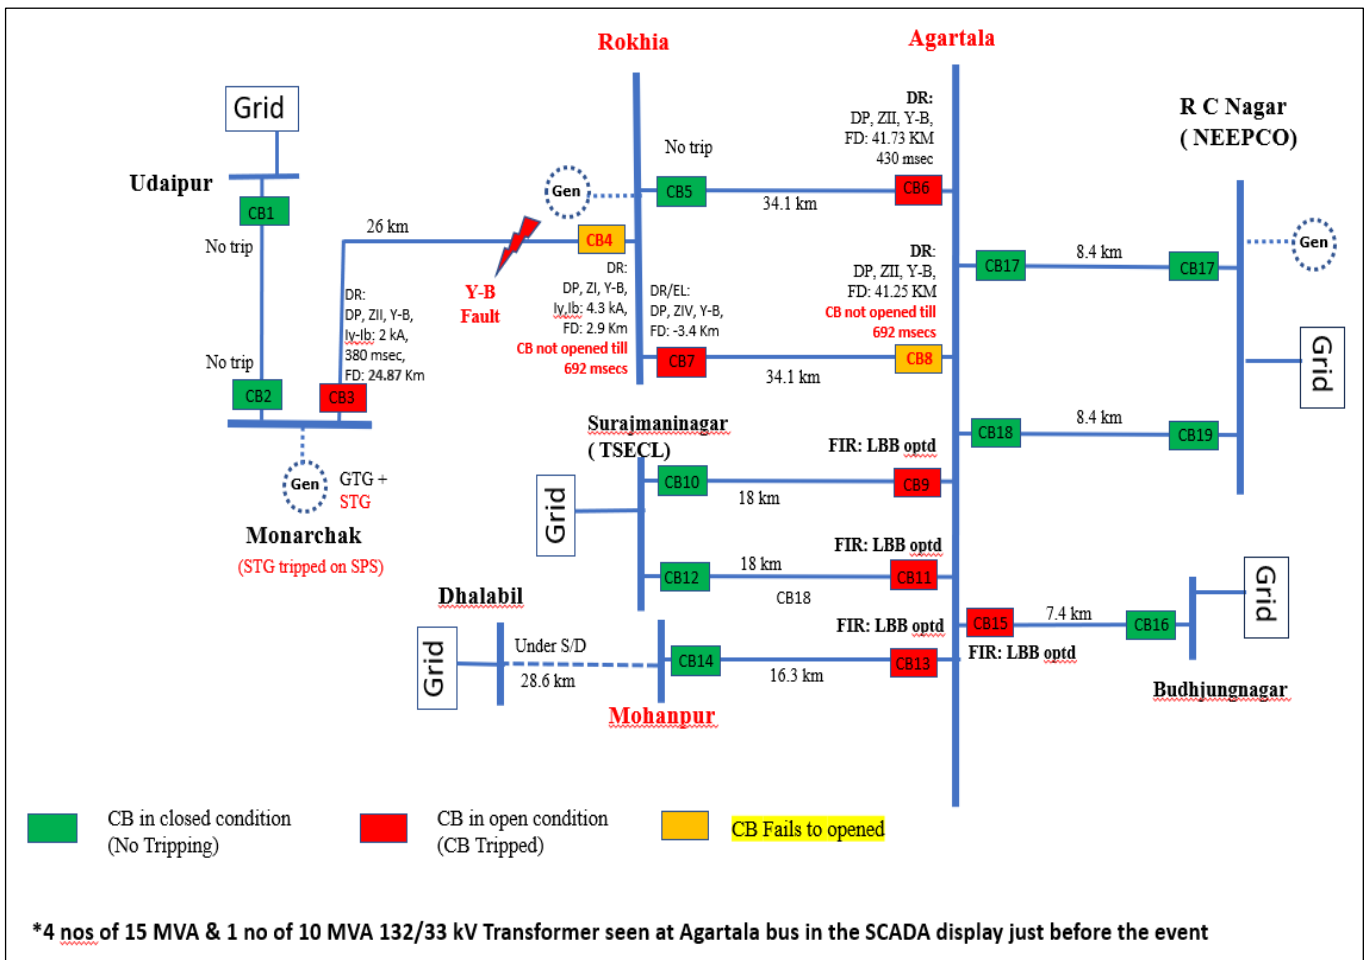 Rokhia
Agartala
Grid
R C Nagar
( NEEPCO)
DR:
DP, ZII, Y-B,
FD: 41.73 KM
430 msec
No trip
Udaipur
Gen
CB5
CB6
34.1 km
CB1
No trip
26 km
CB4
Gen
DR:
DP, ZII, Y-B,
FD: 41.25 KM
CB not opened till
692 msecs
CB17
8.4 km
CB17
DR:
DP, ZI, Y-B,
Iy,Ib: 4.3 kA,
FD: 2.9 Km
CB not opened till
692 msecs
DR/EL:
DP, ZIV, Y-B,
FD: -3.4 Km
Y-B
Fault
DR:
DP, ZII, Y-B,
Iy-Ib: 2 kA,
380 msec,
FD: 24.87 Km
No trip
CB7
34.1 km
CB8
Grid
CB2
CB3
Surajmaninagar
( TSECL)
FIR: LBB optd
CB18
8.4 km
CB19
Gen
GTG +
STG
Monarchak
(STG tripped on SPS)
Grid
CB10
18 km
CB9
FIR: LBB optd
CB12
18 km
CB18
CB11
Dhalabil
FIR: LBB optd
CB15
7.4 km
CB16
Grid
FIR: LBB optd
Grid
Under S/D
28.6 km
CB14
16.3 km
CB13
Mohanpur
Budhjungnagar
CB in closed condition
(No Tripping)
CB in open condition
(CB Tripped)
CB Fails to opened
*4 nos of 15 MVA & 1 no of 10 MVA 132/33 kV Transformer seen at Agartala bus in the SCADA display just before the event